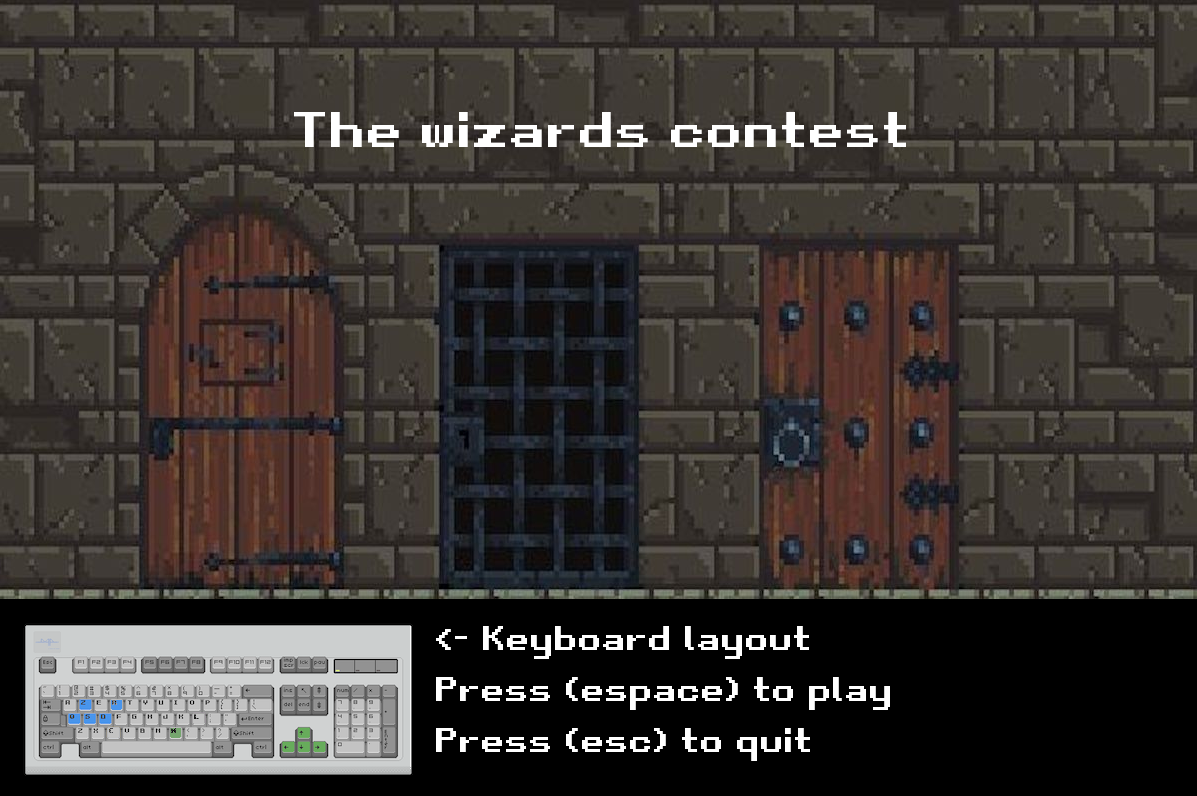 The wizards contest
<- Keyboard layout
Press (espace) to play
Press (esc) to quit